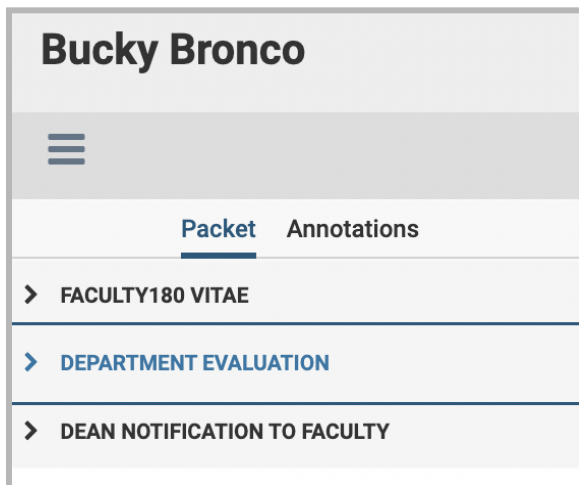 Bucky Bronco
Packet Annotations
FACULTY180 VITAE
DEPARTMENT EVALUATION
DEAN NOTIFICATION TO FACULTY